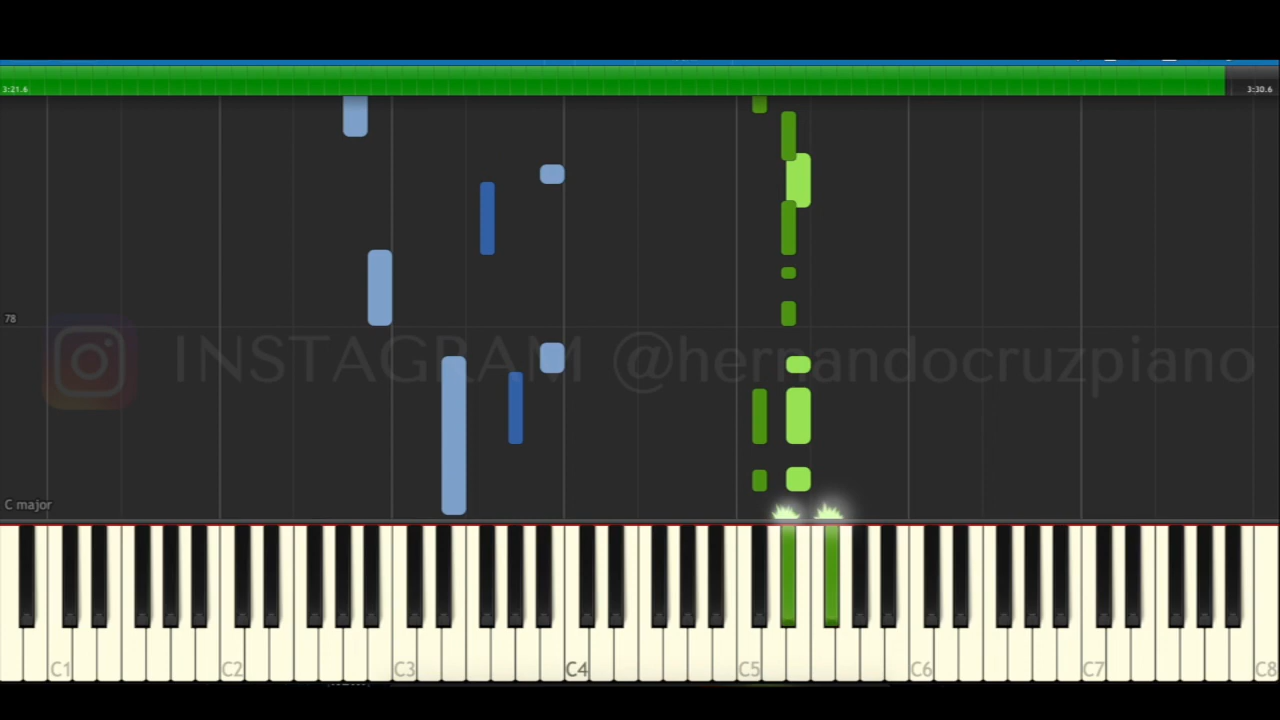 3:21.6 3:30.6
78
INSTAGRAM @hernandocruzpiano
C major
C1 C2 C3 C4 C5 C6 C7 C8